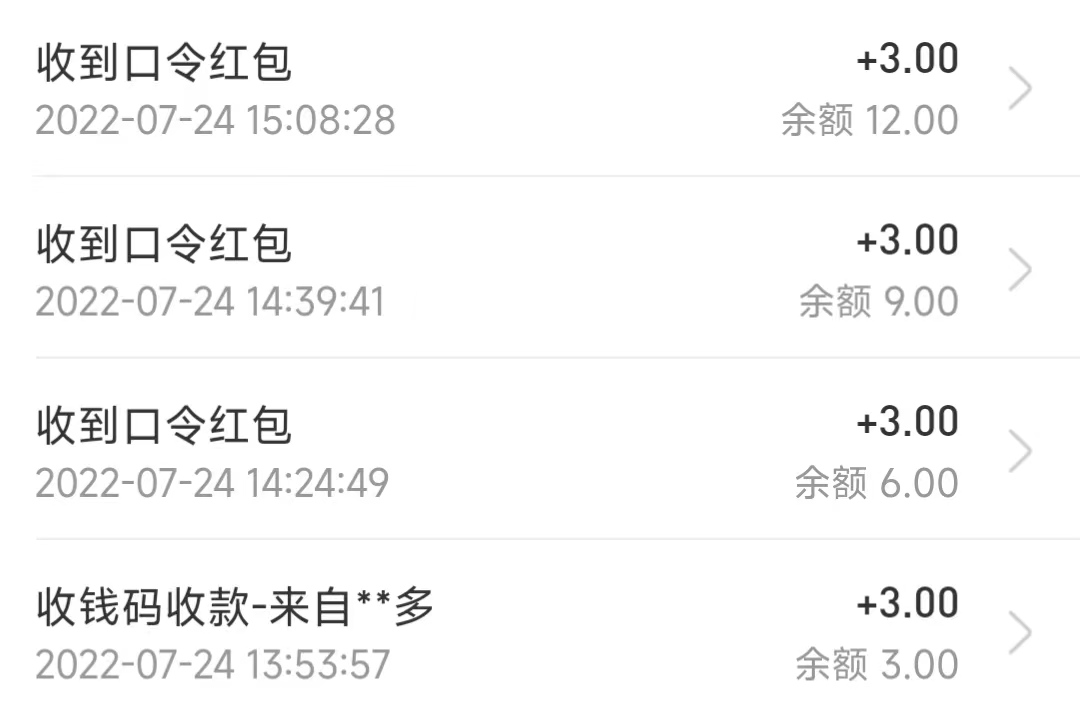 收到口令红包
+3.00
2022-07-24 15:08:28
余额 12.00
收到口令红包
+3.00
2022-07-24 14:39:41
余额 9.00
收到口令红包
+3.00
2022-07-24 14:24:49
余额 6.00
收钱码收款-来自**多
+3.00
2022-07-24 13:53:57
余额 3.00